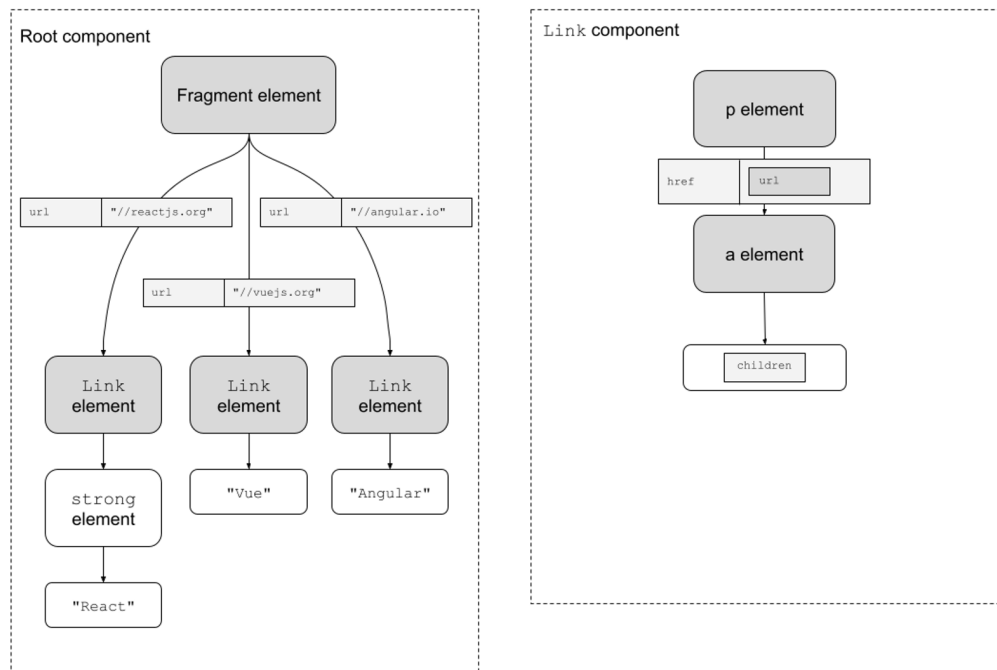 Root component
Fragment element
url "//reactjs.org"
url "//angular.io"
url "//vuejs.org"
Link
element
Link
element
Link
element
strong
element
"Vue"
"Angular"
"React"
Link component
p element
href url
a element
children